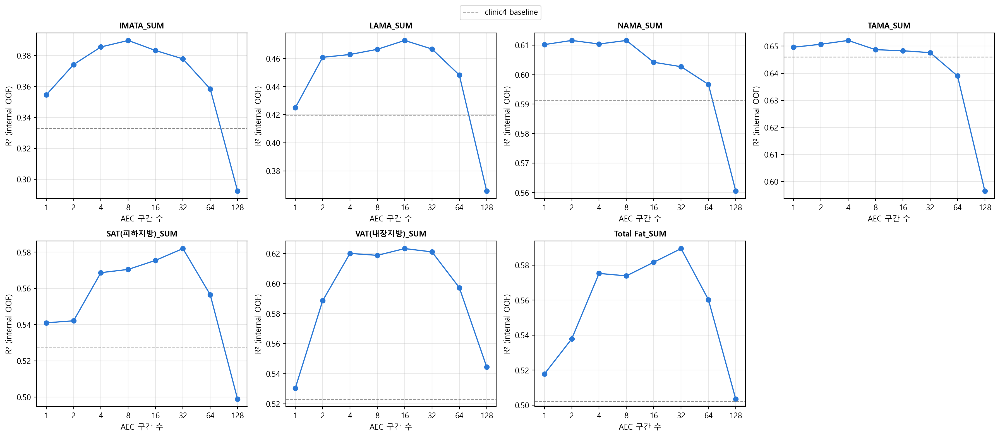 clinic4 baseline
IMATA_SUM
R² (internal OOF)
0.38
0.36
0.34
0.32
0.30
1 2 4 8 16 32 64 128
AEC 구간 수
LAMA_SUM
R² (internal OOF)
0.46
0.44
0.42
0.40
0.38
1 2 4 8 16 32 64 128
AEC 구간 수
NAMA_SUM
R² (internal OOF)
0.61
0.60
0.59
0.58
0.57
0.56
1 2 4 8 16 32 64 128
AEC 구간 수
TAMA_SUM
R² (internal OOF)
0.65
0.64
0.63
0.62
0.61
0.60
1 2 4 8 16 32 64 128
AEC 구간 수
SAT(피하지방)_SUM
R² (internal OOF)
0.58
0.56
0.54
0.52
0.50
1 2 4 8 16 32 64 128
AEC 구간 수
VAT(내장지방)_SUM
R² (internal OOF)
0.62
0.60
0.58
0.56
0.54
0.52
1 2 4 8 16 32 64 128
AEC 구간 수
Total Fat_SUM
R² (internal OOF)
0.58
0.56
0.54
0.52
0.50
1 2 4 8 16 32 64 128
AEC 구간 수